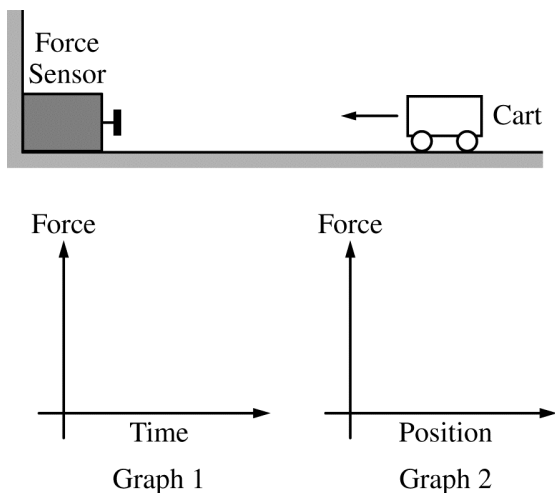 Force
Sensor
Cart
Force
Force
Time
Position
Graph 1
Graph 2